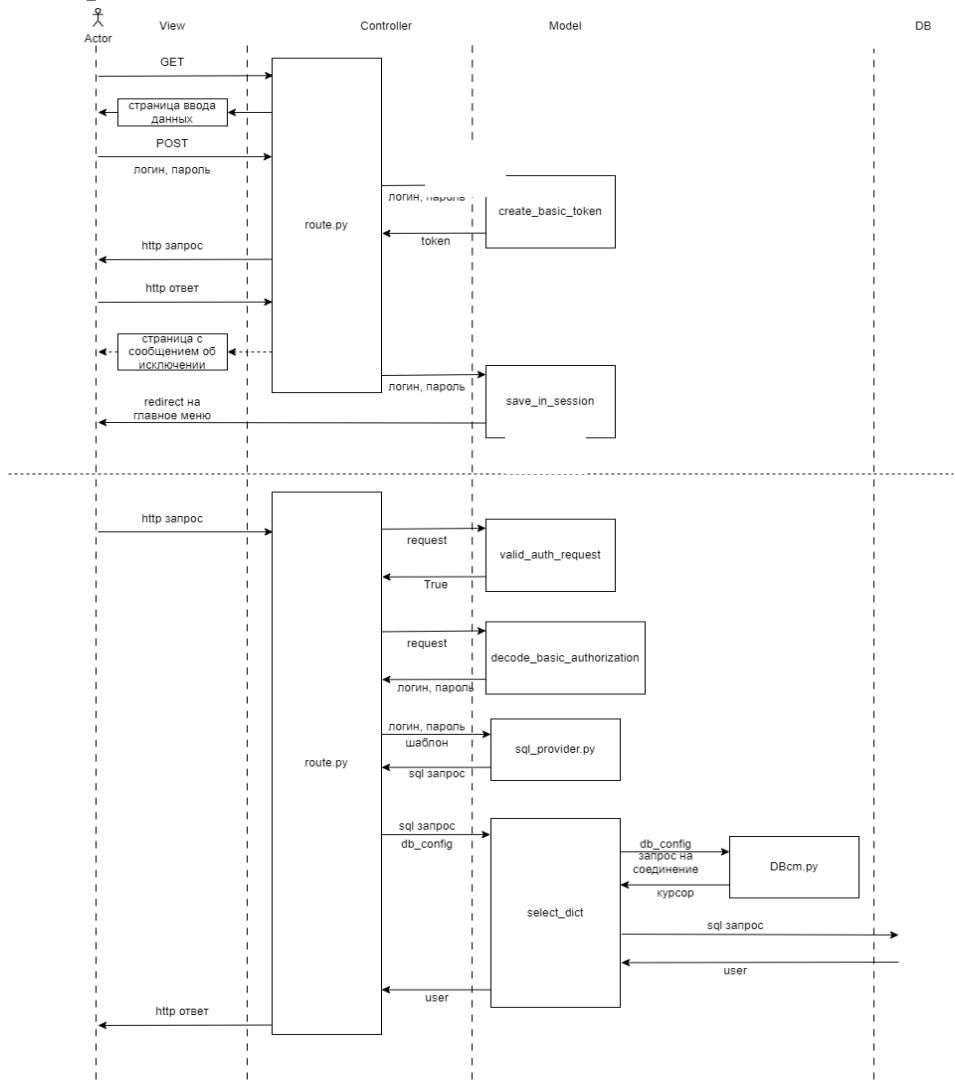 View
Controller
Model
DB
Actor
GET
страница ввода
данных
POST
логин, пароль
логин, пароль
create_basic_token
route.py
token
http запрос
http ответ
страница с
сообщением об
исключении
логин, пароль
save_in_session
redirect на
главное меню
http запрос
request
valid_auth_request
True
request
decode_basic_authorization
логин, пароль
логин, пароль
шаблон
sql_provider.py
route.py
sql запрос
sql запрос
db_config
db_config
запрос на
соединение
DBcm.py
курсор
select_dict
sql запрос
user
user
http ответ